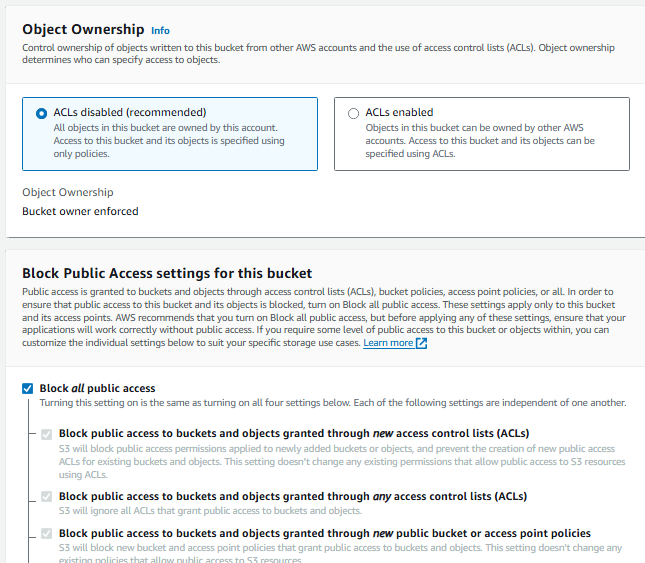 Object Ownership Info
Control ownership of objects written to this bucket from other AWS accounts and the use of access control lists (ACLs). Object ownership
determines who can specify access to objects.
ACLs disabled (recommended)
All objects in this bucket are owned by this account.
Access to this bucket and its objects is specified using
only policies.
ACLs enabled
Objects in this bucket can be owned by other AWS
accounts. Access to this bucket and its objects can be
specified using ACLs.
Object Ownership
Bucket owner enforced
Block Public Access settings for this bucket
Public access is granted to buckets and objects through access control lists (ACLs), bucket policies, access point policies, or all. In order to
ensure that public access to this bucket and its objects is blocked, turn on Block all public access. These settings apply only to this bucket
and its access points. AWS recommends that you turn on Block all public access, but before applying any of these settings, ensure that your
applications will work correctly without public access. If you require some level of public access to this bucket or objects within, you can
customize the individual settings below to suit your specific storage use cases. Learn more
Block all public access
Turning this setting on is the same as turning on all four settings below. Each of the following settings are independent of one another.
Block public access to buckets and objects granted through new access control lists (ACLs)
S3 will block public access permissions applied to newly added buckets or objects, and prevent the creation of new public access
ACLs for existing buckets and objects. This setting doesn't change any existing permissions that allow public access to S3 resources
using ACLs.
Block public access to buckets and objects granted through any access control lists (ACLs)
S3 will ignore all ACLs that grant public access to buckets and objects.
Block public access to buckets and objects granted through new public bucket or access point policies
S3 will block new bucket and access point policies that grant public access to buckets and objects. This setting doesn't change any
existing policies that allow public access to S3 resources.